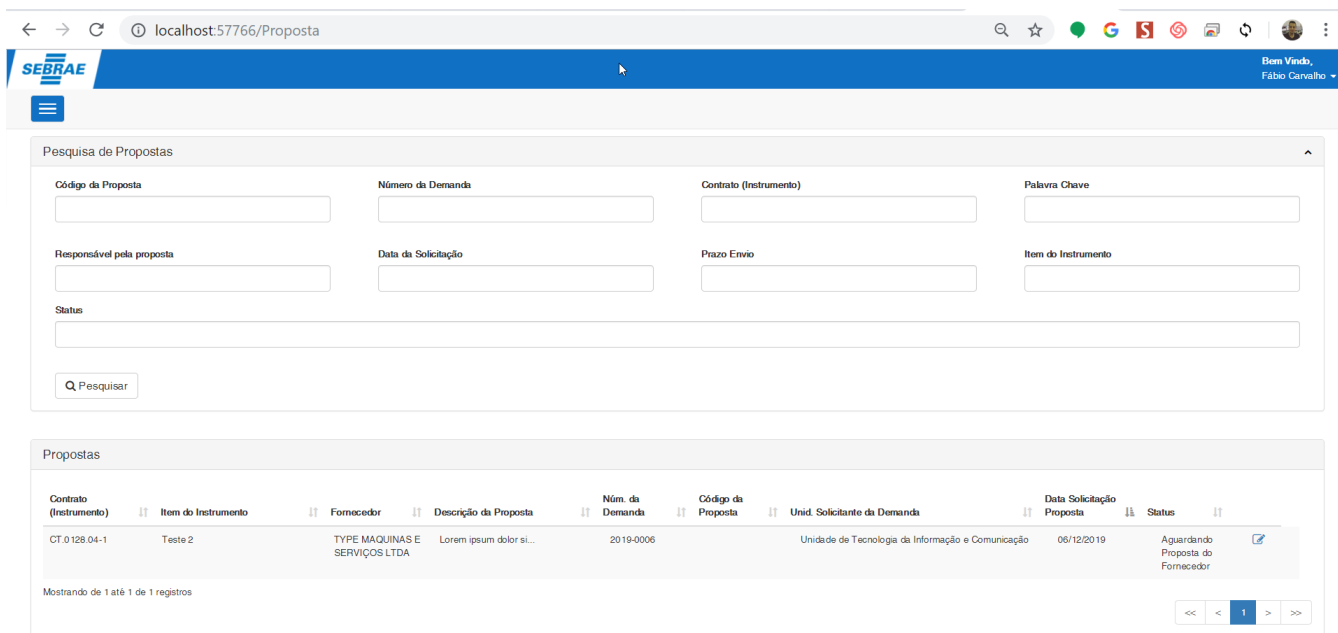 localhost:57766/Proposta
SEBRAE
Bem Vindo,
Fábio Carvalho
Pesquisa de Propostas
Código da Proposta
Número da Demanda
Contrato (Instrumento)
Palavra Chave
Responsável pela proposta
Data da Solicitação
Prazo Envio
Item do Instrumento
Status
Pesquisar
Propostas
Contrato
(Instrumento)
Item do Instrumento
Fornecedor
Descrição da Proposta
Núm. da
Demanda
Código da
Proposta
Unid. Solicitante da Demanda
Data Solicitação
Proposta
Status
CT.0128.04-1
Teste 2
TYPE MAQUINAS E
SERVIÇOS LTDA
Lorem ipsum dolor si...
2019-0006
Unidade de Tecnologia da Informação e Comunicação
06/12/2019
Aguardando
Proposta do
Fornecedor
Mostrando de 1 até 1 de 1 registros
<< < 1 > >>